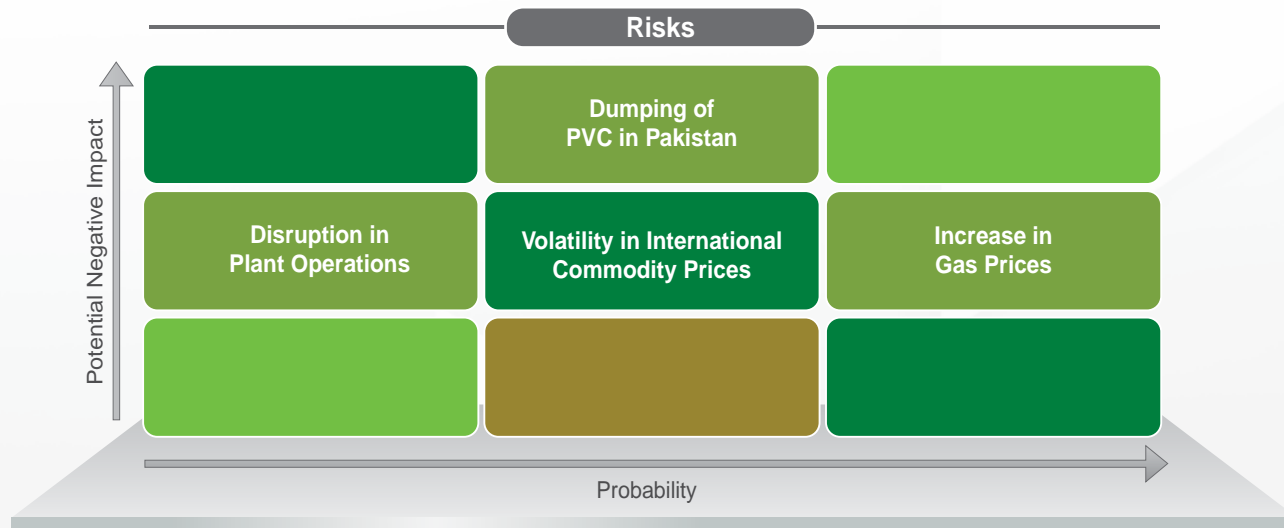 Risks
Potential Negative Impact
Dumping of
PVC in Pakistan
Disruption in
Plant Operations
Volatility in International
Commodity Prices
Increase in
Gas Prices
Probability